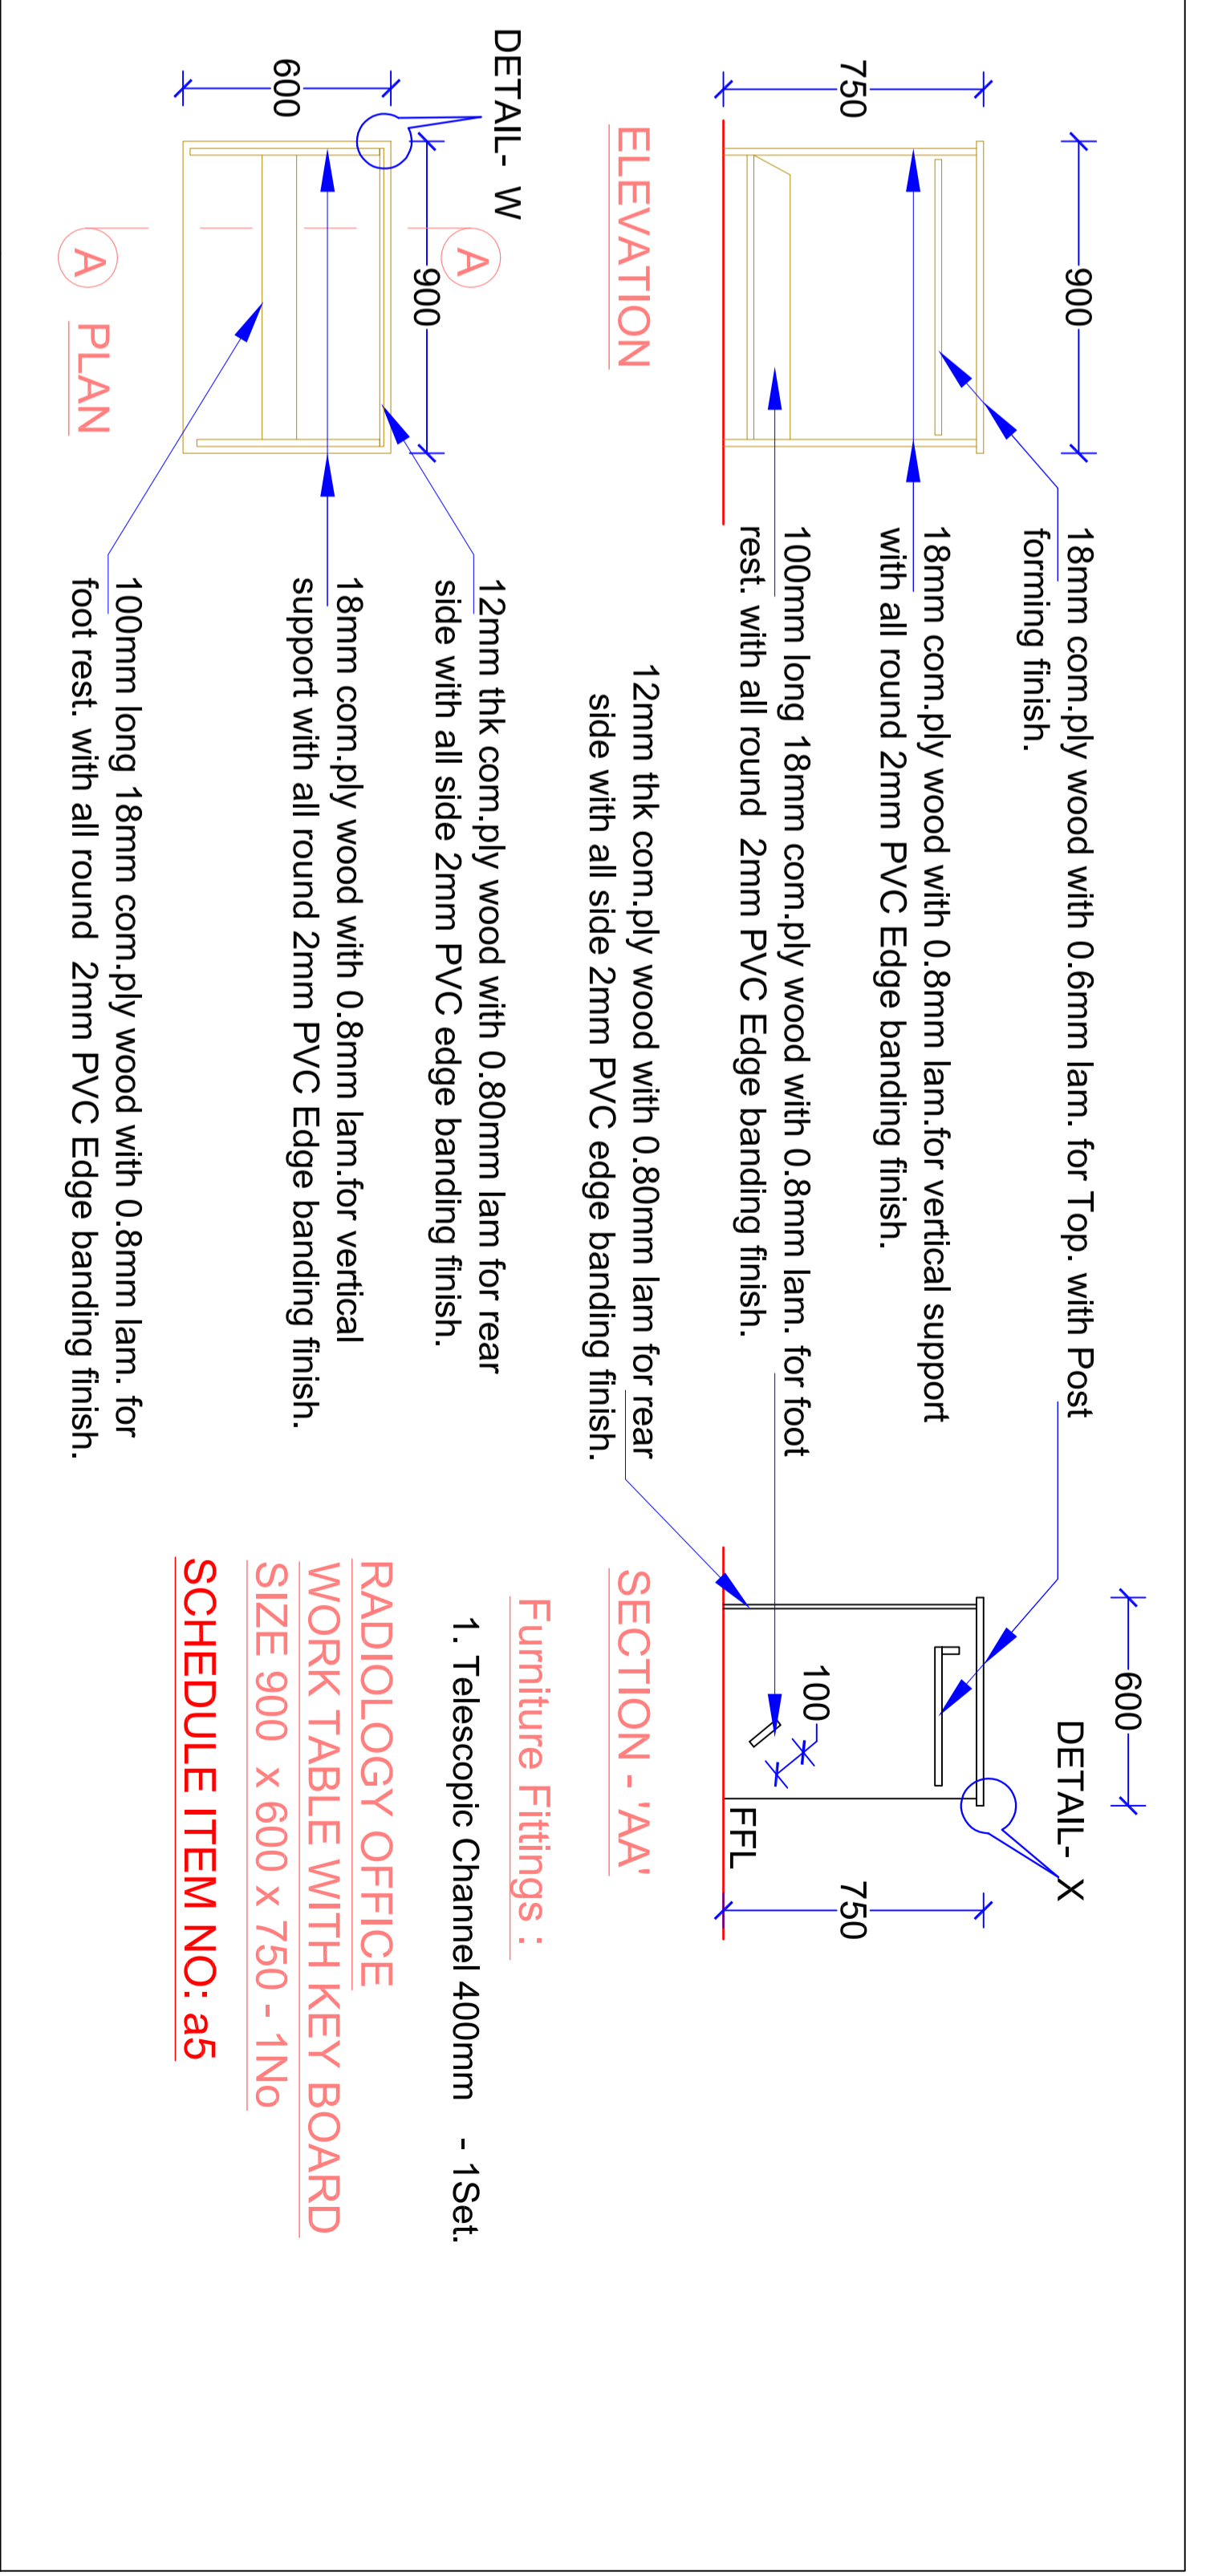 900
750
18mm com.ply wood with 0.6mm lam. for Top. with Post
forming finish.
18mm com.ply wood with 0.8mm lam.for vertical support
with all round 2mm PVC Edge banding finish.
100mm long 18mm com.ply wood with 0.8mm lam. for foot
rest. with all round  2mm PVC Edge banding finish.
ELEVATION
12mm thk com.ply wood with 0.80mm lam for rear
side with all side 2mm PVC edge banding finish.
600
DETAIL- X
100
FFL
750
SECTION - 'AA'
DETAIL- W
900
600
A
A
PLAN
12mm thk com.ply wood with 0.80mm lam for rear
side with all side 2mm PVC edge banding finish.
18mm com.ply wood with 0.8mm lam.for vertical
support with all round 2mm PVC Edge banding finish.
100mm long 18mm com.ply wood with 0.8mm lam. for
foot rest. with all round  2mm PVC Edge banding finish.
Furniture Fittings :
1. Telescopic Channel 400mm  - 1Set.
RADIOLOGY OFFICE
WORK TABLE WITH KEY BOARD
SIZE 900  x 600 x 750 - 1No
SCHEDULE ITEM NO: a5